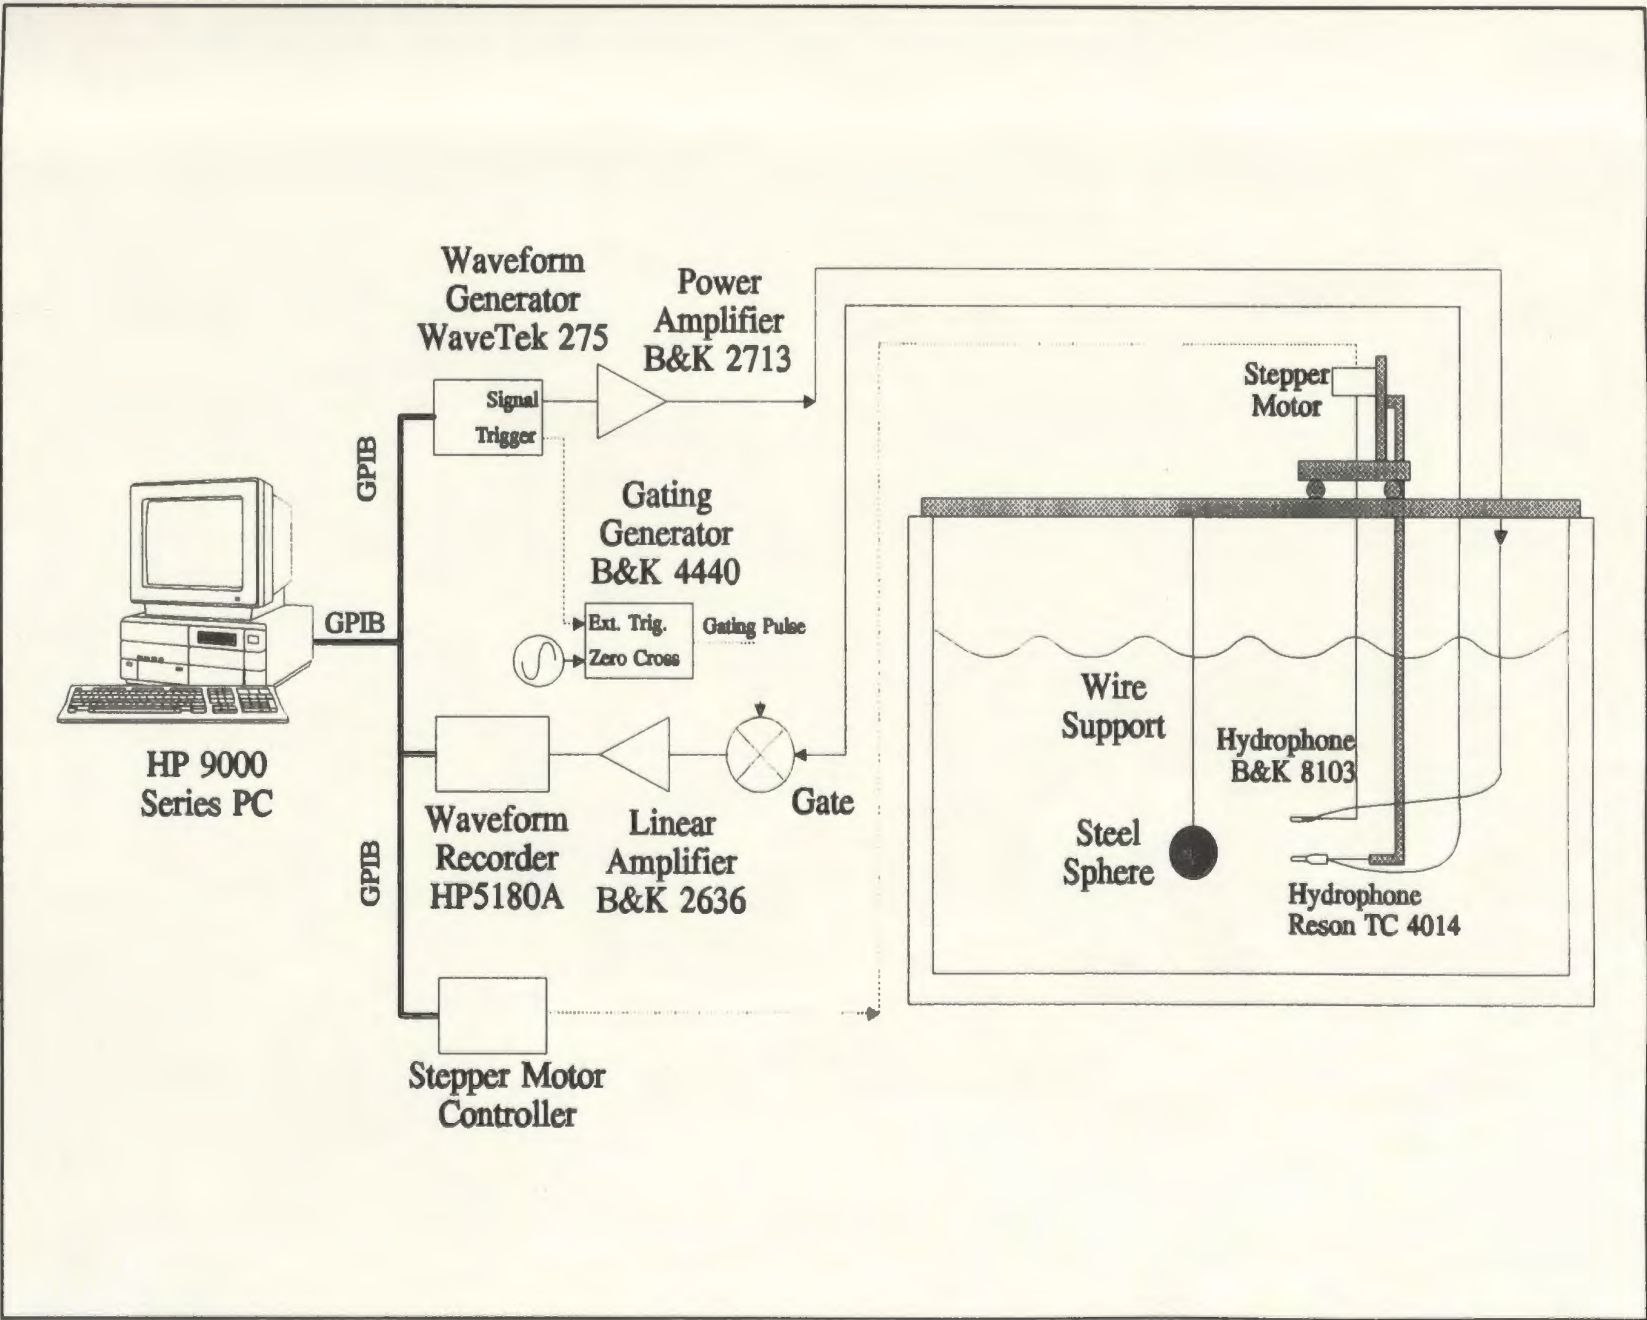 Waveform
Generator
WaveTek 275
Power
Amplifier
B&K 2713
Signal
Trigger
GPIB
Gating
Generator
B&K 4440
Ext. Trig.
Zero Cross
Gating Pulse
GPIB
HP 9000
Series PC
Waveform
Recorder
HP5180A
Linear
Amplifier
B&K 2636
Gate
GPIB
Stepper Motor
Controller
Stepper
Motor
Wire
Support
Hydrophone
B&K 8103
Steel
Sphere
Hydrophone
Reson TC 4014